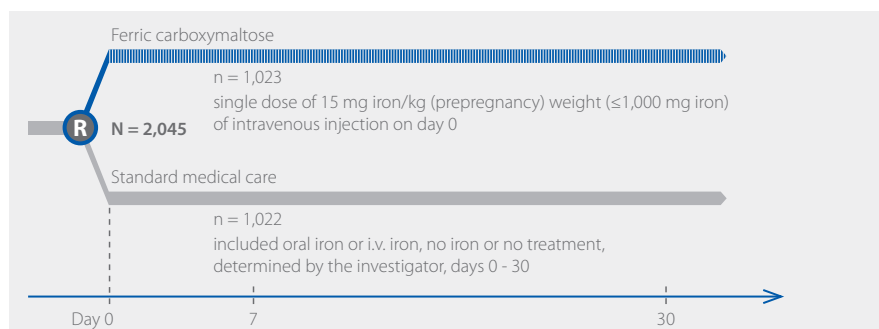 Ferric carboxymaltose
n = 1,023
single dose of 15 mg iron/kg (prepregnancy) weight (≤1,000 mg iron)
of intravenous injection on day 0
R N = 2,045
Standard medical care
n = 1,022
included oral iron or i.v. iron, no iron or no treatment,
determined by the investigator, days 0 - 30
Day 0 7 30